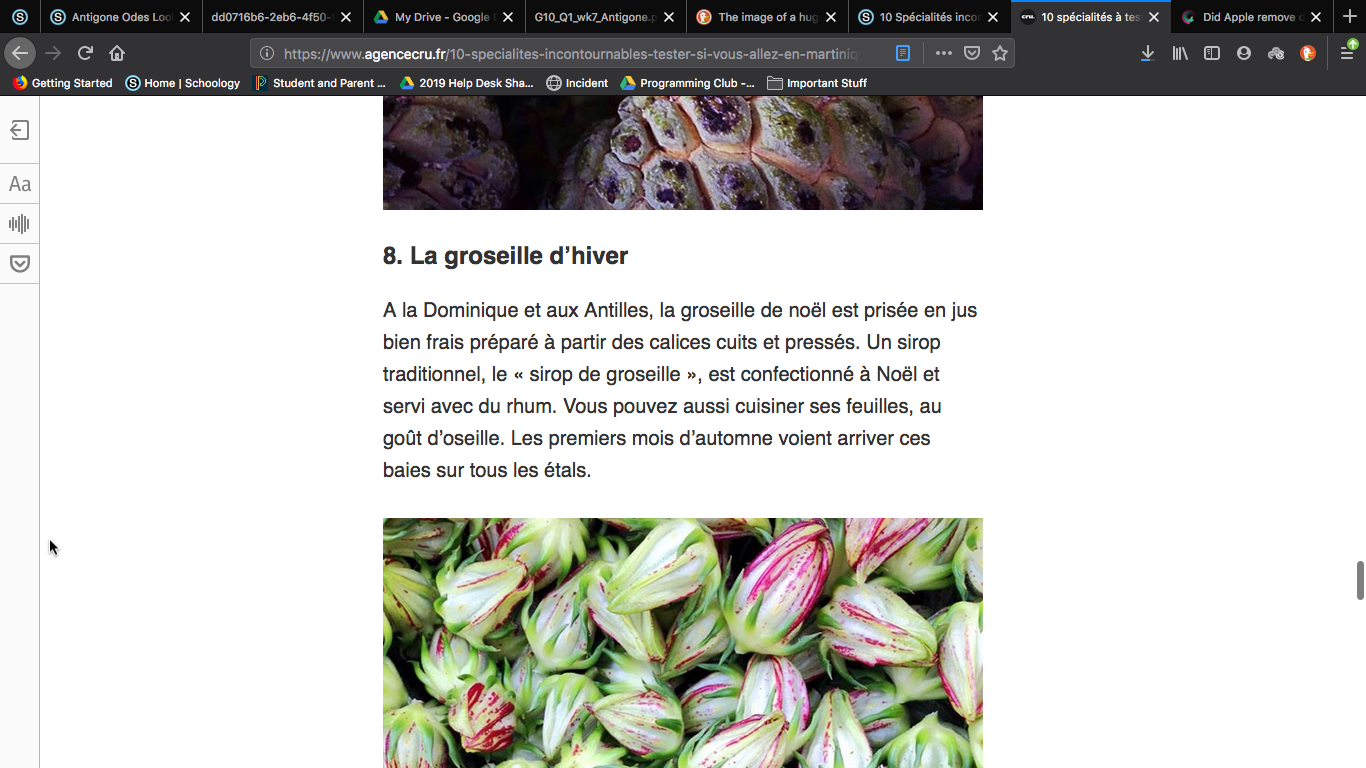 Antigone Odes Loo
dd0716b6-2eb6-4f50-
My Drive - Google
G10_Q1_wk7_Antigone.p
The image of a hug
10 Spécialités inco
10 spécialités à tes
Did Apple remove
https://www.agencecru.fr/10-specialites-incontournables-tester-si-vous-allez-en-martiniq
Getting Started
Home | Schoology
Student and Parent ...
2019 Help Desk Sha...
Incident
Programming Club -...
Important Stuff
Aa
8. La groseille d’hiver
A la Dominique et aux Antilles, la groseille de noël est prisée en jus
bien frais préparé à partir des calices cuits et pressés. Un sirop
traditionnel, le « sirop de groseille », est confectionné à Noël et
servi avec du rhum. Vous pouvez aussi cuisiner ses feuilles, au
goût d’oseille. Les premiers mois d’automne voient arriver ces
baies sur tous les étals.